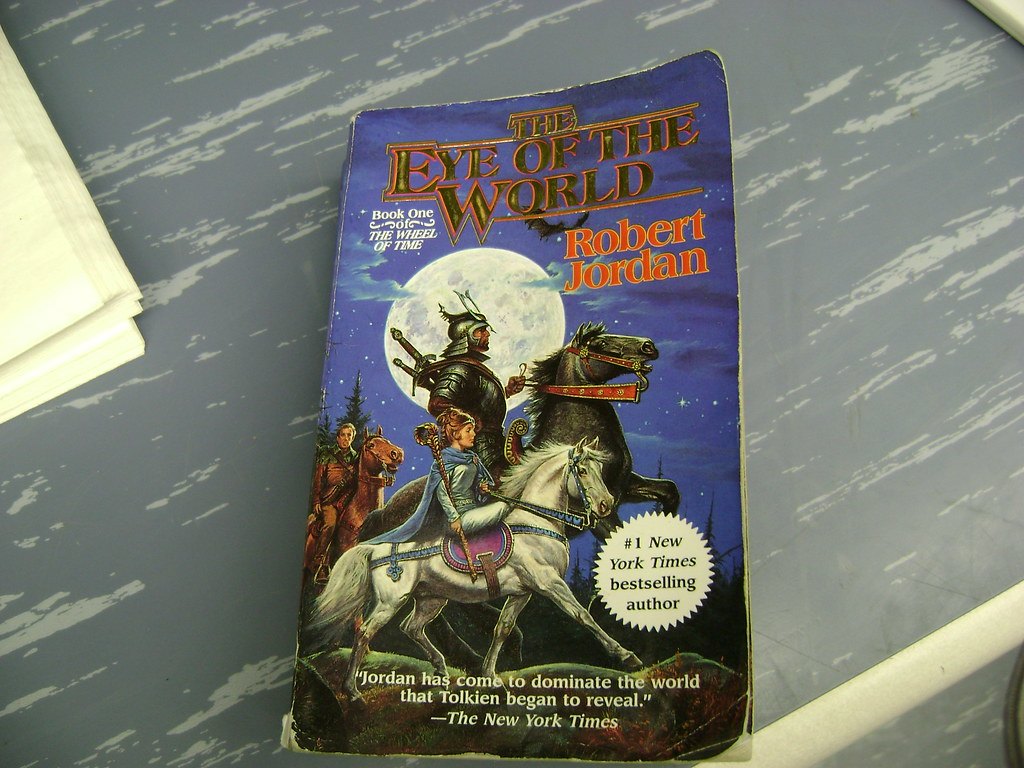 THE
EYE OF THE
WORLD
Book One
of
THE WHEEL
OF TIME
Robert
Jordan
#1 New
York Times
bestselling
author
"Jordan has come to dominate the world
that Tolkien began to reveal."
—The New York Times